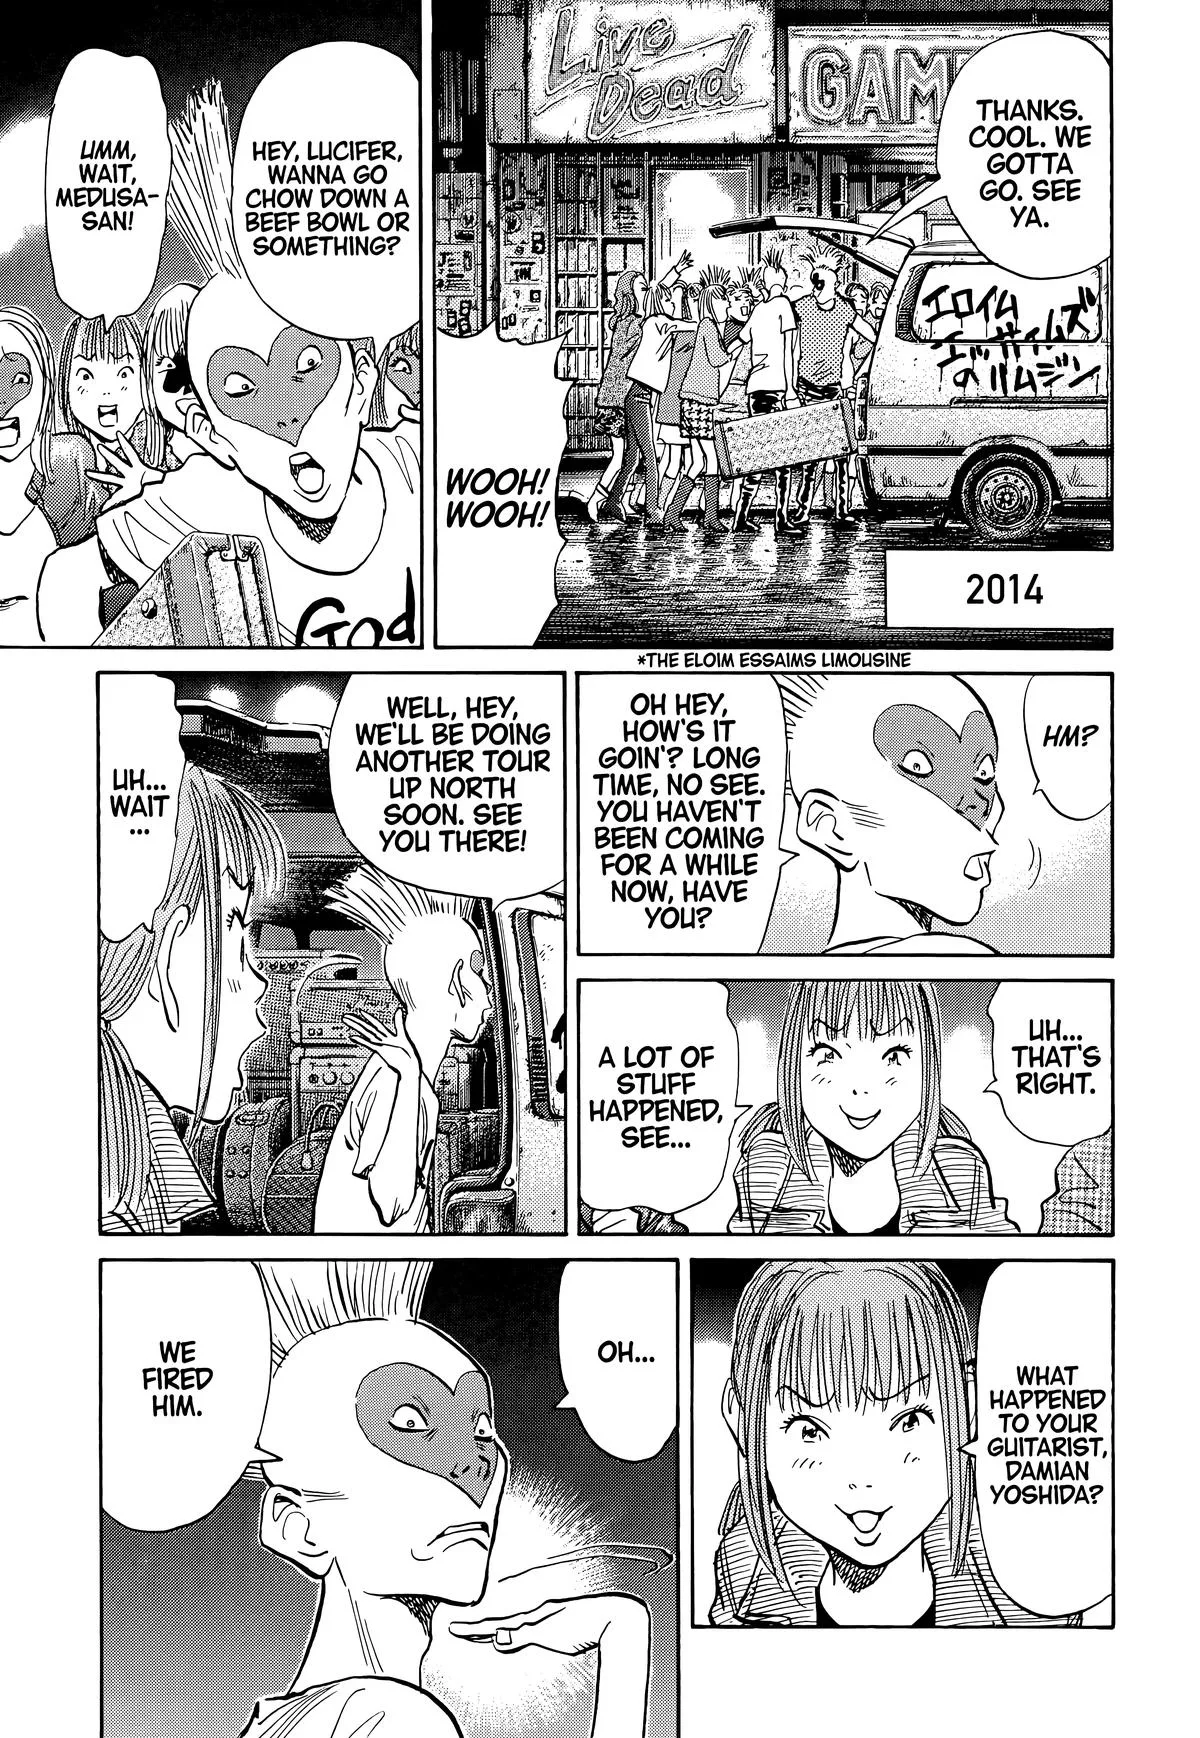 Live
Dead
GAME
THANKS.
COOL. WE
GOTTA
GO. SEE
YA.
エロイム
エッサイムズ
のリムジン
WOOH!
WOOH!
2014
*THE ELOIM ESSAIMS LIMOUSINE
HEY, LUCIFER,
WANNA GO
CHOW DOWN A
BEEF BOWL OR
SOMETHING?
UMM,
WAIT,
MEDUSA-
SAN!
God
HM?
OH HEY,
HOW'S IT
GOIN'? LONG
TIME, NO SEE.
YOU HAVEN'T
BEEN COMING
FOR A WHILE
NOW, HAVE
YOU?
UH...
THAT'S
RIGHT.
A LOT OF
STUFF
HAPPENED,
SEE...
WELL, HEY,
WE'LL BE DOING
ANOTHER TOUR
UP NORTH
SOON. SEE
YOU THERE!
UH...
WAIT
...
WHAT
HAPPENED
TO YOUR
GUITARIST,
DAMIAN
YOSHIDA?
OH...
WE
FIRED
HIM.